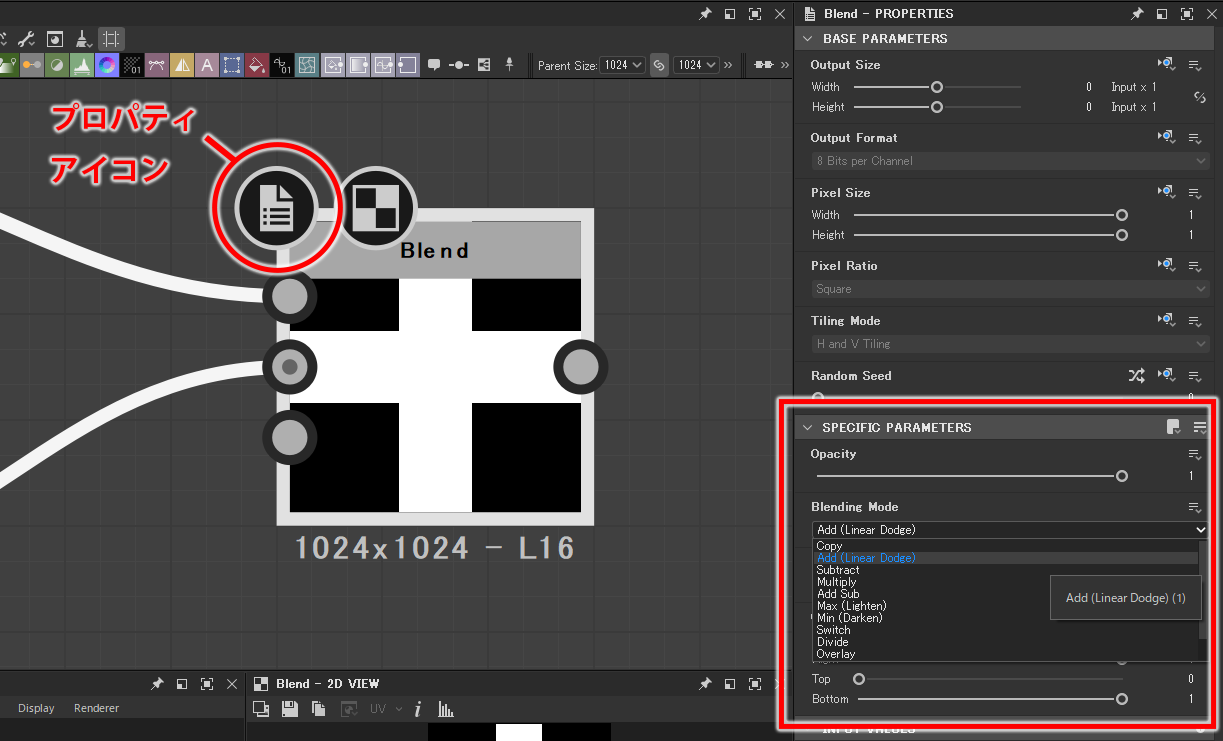 Blend - PROPERTIES
BASE PARAMETERS
01
A
01
Parent Size: 1024
1024
Output Size
Width 0 Input x 1
Height 0 Input x 1
Output Format
8 Bits per Channel
Pixel Size
Width 1
Height 1
Pixel Ratio
Square
Tiling Mode
H and V Tiling
Random Seed
プロパティ
アイコン
Blend
1024x1024 - L16
SPECIFIC PARAMETERS
Opacity
1
Blending Mode
Add (Linear Dodge)
Copy
Add (Linear Dodge)
Subtract
Multiply
Add Sub
Max (Lighten)
Min (Darken)
Switch
Divide
Overlay
Add (Linear Dodge) (1)
Top 0
Bottom 1
INPUT VALUES
Blend - 2D VIEW
Display Renderer
UV